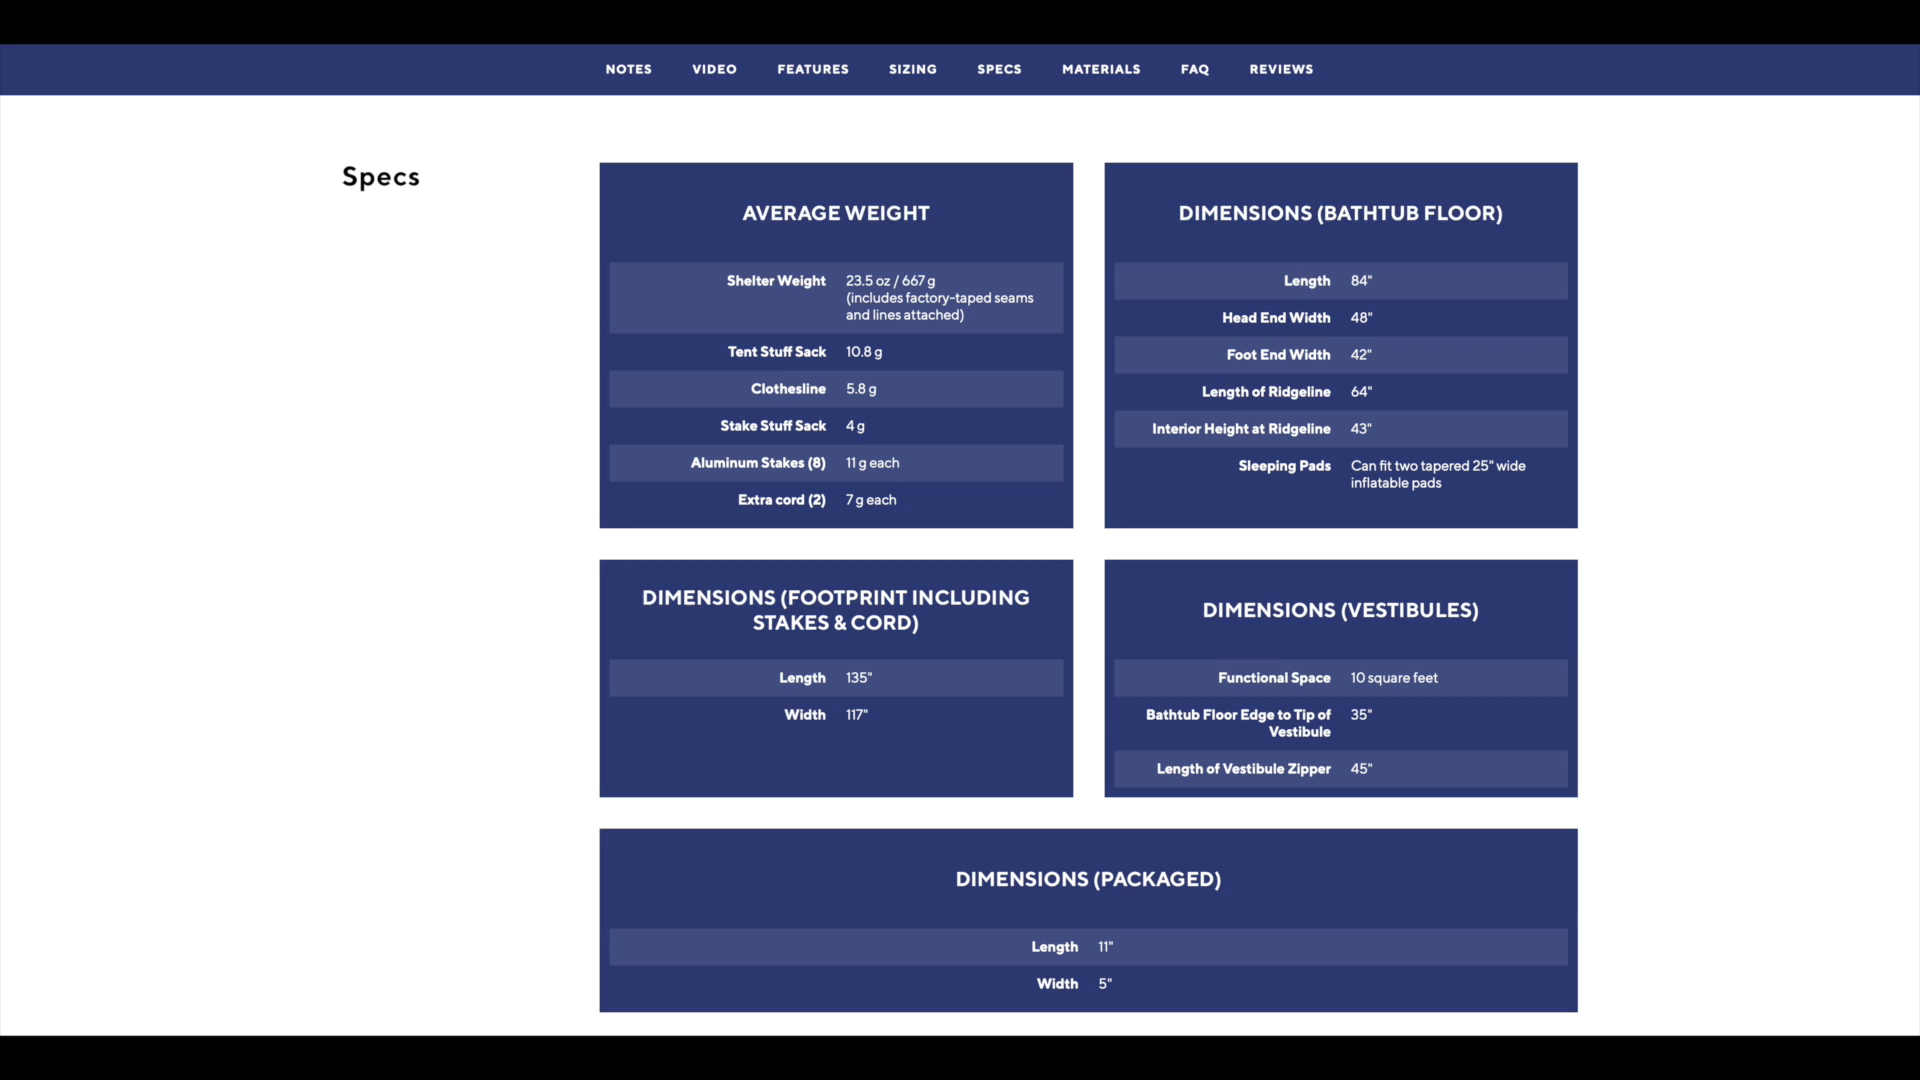 NOTES VIDEO FEATURES SIZING SPECS MATERIALS FAQ REVIEWS
Specs
AVERAGE WEIGHT
Shelter Weight 23.5 oz / 667 g
(includes factory-taped seams
and lines attached)
Tent Stuff Sack 10.8 g
Clothesline 5.8 g
Stake Stuff Sack 4 g
Aluminum Stakes (8) 11 g each
Extra cord (2) 7 g each
DIMENSIONS (BATHTUB FLOOR)
Length 84"
Head End Width 48"
Foot End Width 42"
Length of Ridgeline 64"
Interior Height at Ridgeline 43"
Sleeping Pads Can fit two tapered 25" wide
inflatable pads
DIMENSIONS (FOOTPRINT INCLUDING
STAKES & CORD)
Length 135"
Width 117"
DIMENSIONS (VESTIBULES)
Functional Space 10 square feet
Bathtub Floor Edge to Tip of 35"
Vestibule
Length of Vestibule Zipper 45"
DIMENSIONS (PACKAGED)
Length 11"
Width 5"